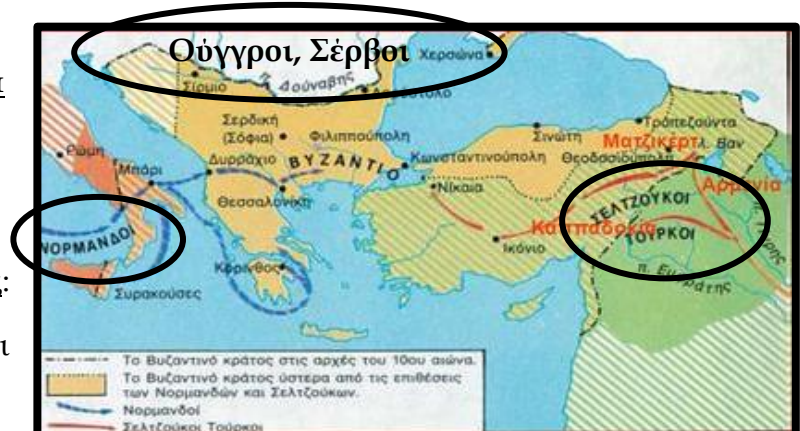 Ούγγροι, Σέρβοι
Χερσώνα
Σίρμιο
Δούναβης
Σερδική
(Σόφια)
Φιλιππούπολη
Ρώμη
Μπάρι
Δυρράχιο
ΒΥΖΑΝΤΙΟ
Κωνσταντινούπολη
Σινώπη
Τραπεζούντα
Ματζικέρτ
λ. Βαν
Θεοδοσιούπολη
Αρμενία
Θεσσαλονίκη
Νίκαια
ΝΟΡΜΑΝΔΟΙ
Καππαδοκία
ΣΕΛΤΖΟΥΚΟΙ
ΤΟΥΡΚΟΙ
Ικόνιο
Κόρινθος
Συρακούσες
π. Ευφράτης
Το Βυζαντινό κράτος στις αρχές του 10ου αιώνα.
Το Βυζαντινό κράτος ύστερα από τις επιθέσεις
των Νορμανδών και Σελτζούκων.
Νορμανδοί
Σελτζούκοι Τούρκοι